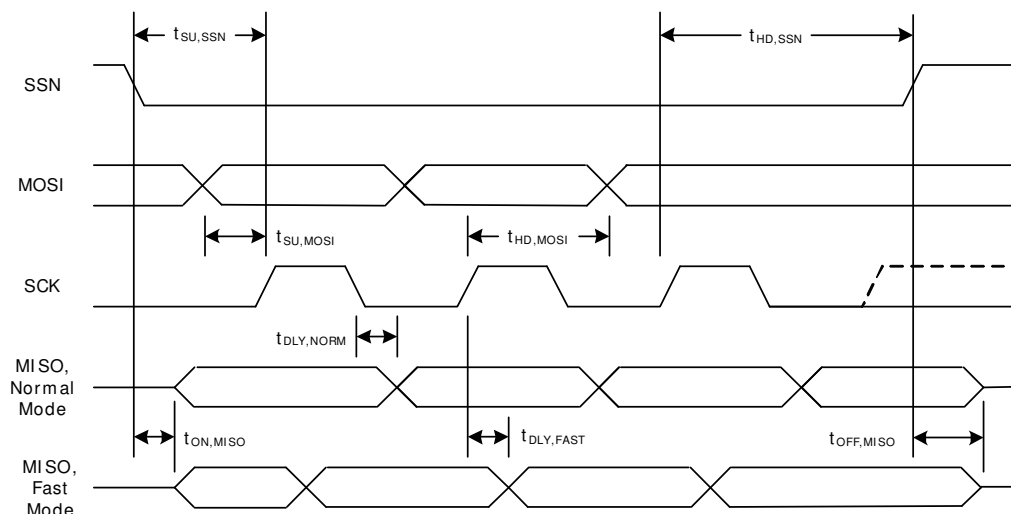 tSU,SSN
tHD,SSN
SSN
MOSI
tSU,MOSI
tHD,MOSI
SCK
tDLY,NORM
MISO,
Normal
Mode
tON,MISO
tDLY,FAST
tOFF,MISO
MISO,
Fast
Mode